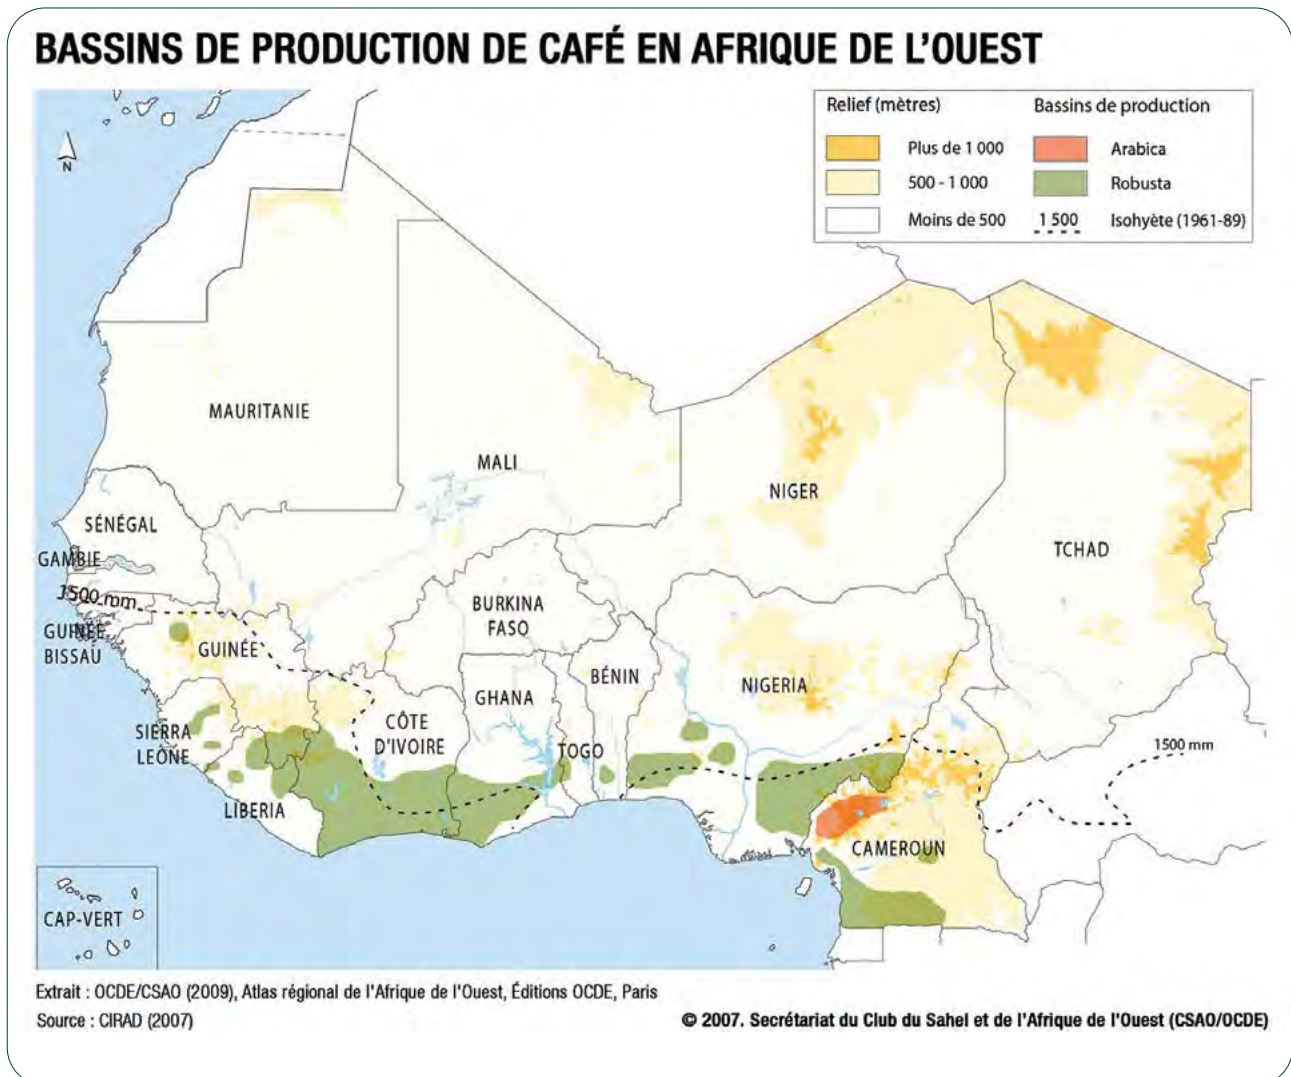 BASSINS DE PRODUCTION DE CAFÉ EN AFRIQUE DE L'OUEST
Relief (mètres)
Plus de 1 000
500 - 1 000
Moins de 500
Bassins de production
Arabica
Robusta
1 500 Isohyète (1961-89)
N
MAURITANIE
MALI
NIGER
TCHAD
SÉNÉGAL
GAMBIE
1500 mm
GUINÉE
BISSAU
GUINÉE
BURKINA
FASO
BÉNIN
NIGERIA
GHANA
CÔTE
D'IVOIRE
TOGO
SIERRA
LEÔNE
LIBERIA
1500 mm
CAMEROUN
CAP-VERT
Extrait : OCDE/CSAO (2009), Atlas régional de l'Afrique de l'Ouest, Éditions OCDE, Paris
Source : CIRAD (2007)
© 2007. Secrétariat du Club du Sahel et de l'Afrique de l'Ouest (CSAO/OCDE)